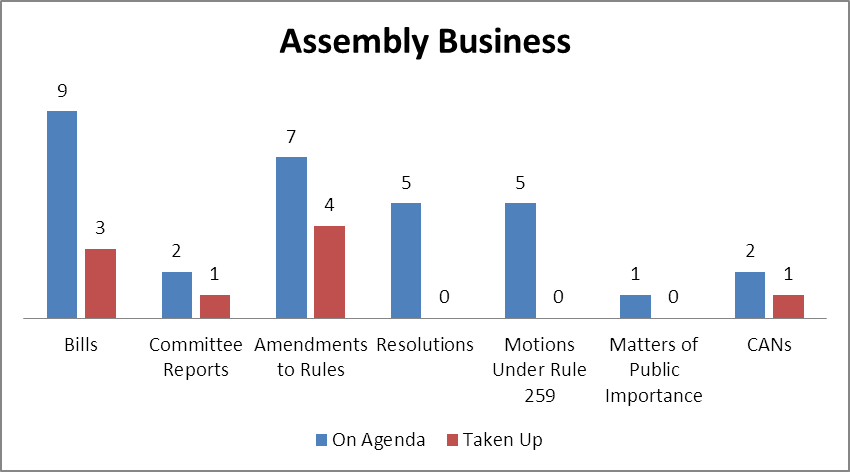 Assembly Business
9
3
2
1
7
4
5
0
5
0
1
0
2
1
Bills
Committee
Reports
Amendments
to Rules
Resolutions
Motions
Under Rule
259
Matters of
Public
Importance
CANs
On Agenda
Taken Up